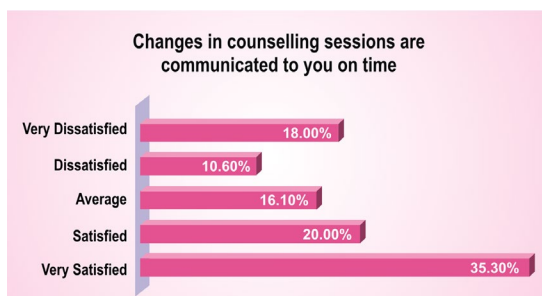 Changes in counselling sessions are
communicated to you on time
Very Dissatisfied 18.00%
Dissatisfied 10.60%
Average 16.10%
Satisfied 20.00%
Very Satisfied 35.30%